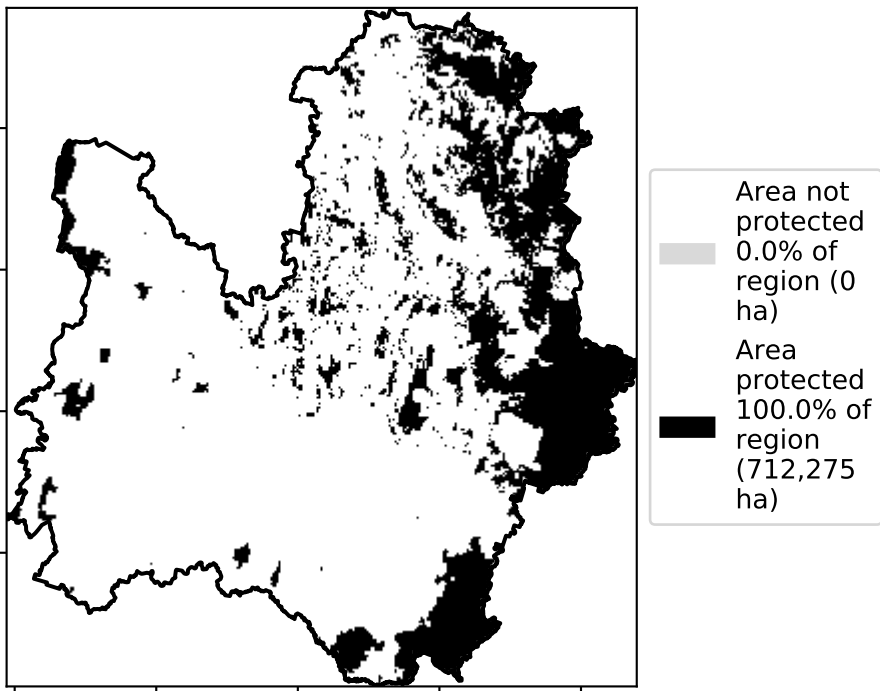 Area not
protected
0.0% of
region (0
ha)
Area
protected
100.0% of
region
(712,275
ha)